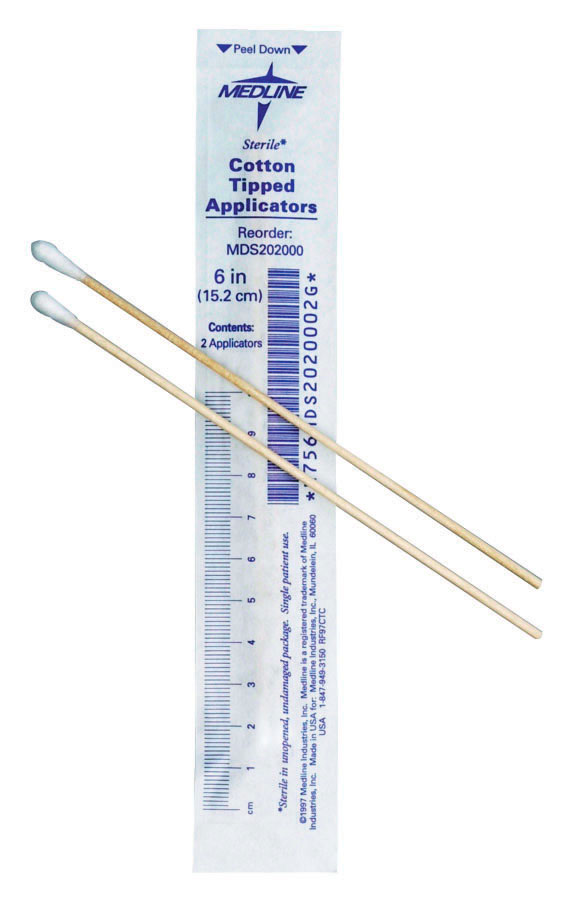 Peel Down
MEDLINE
Sterile*
Cotton
Tipped
Applicators
Reorder:
MDS202000
6 in
(15.2 cm)
Contents:
2 Applicators
9
8
7
6
5
4
3
2
1
cm
DS2020002G*
*Sterile in unopened, undamaged package. Single patient use.
©1997 Medline Industries, Inc. Medline is a registered trademark of Medline
Industries, Inc. Made in USA for: Medline Industries, Inc., Mundelein, IL 60060
USA 1-847-949-3150 RF97CTC